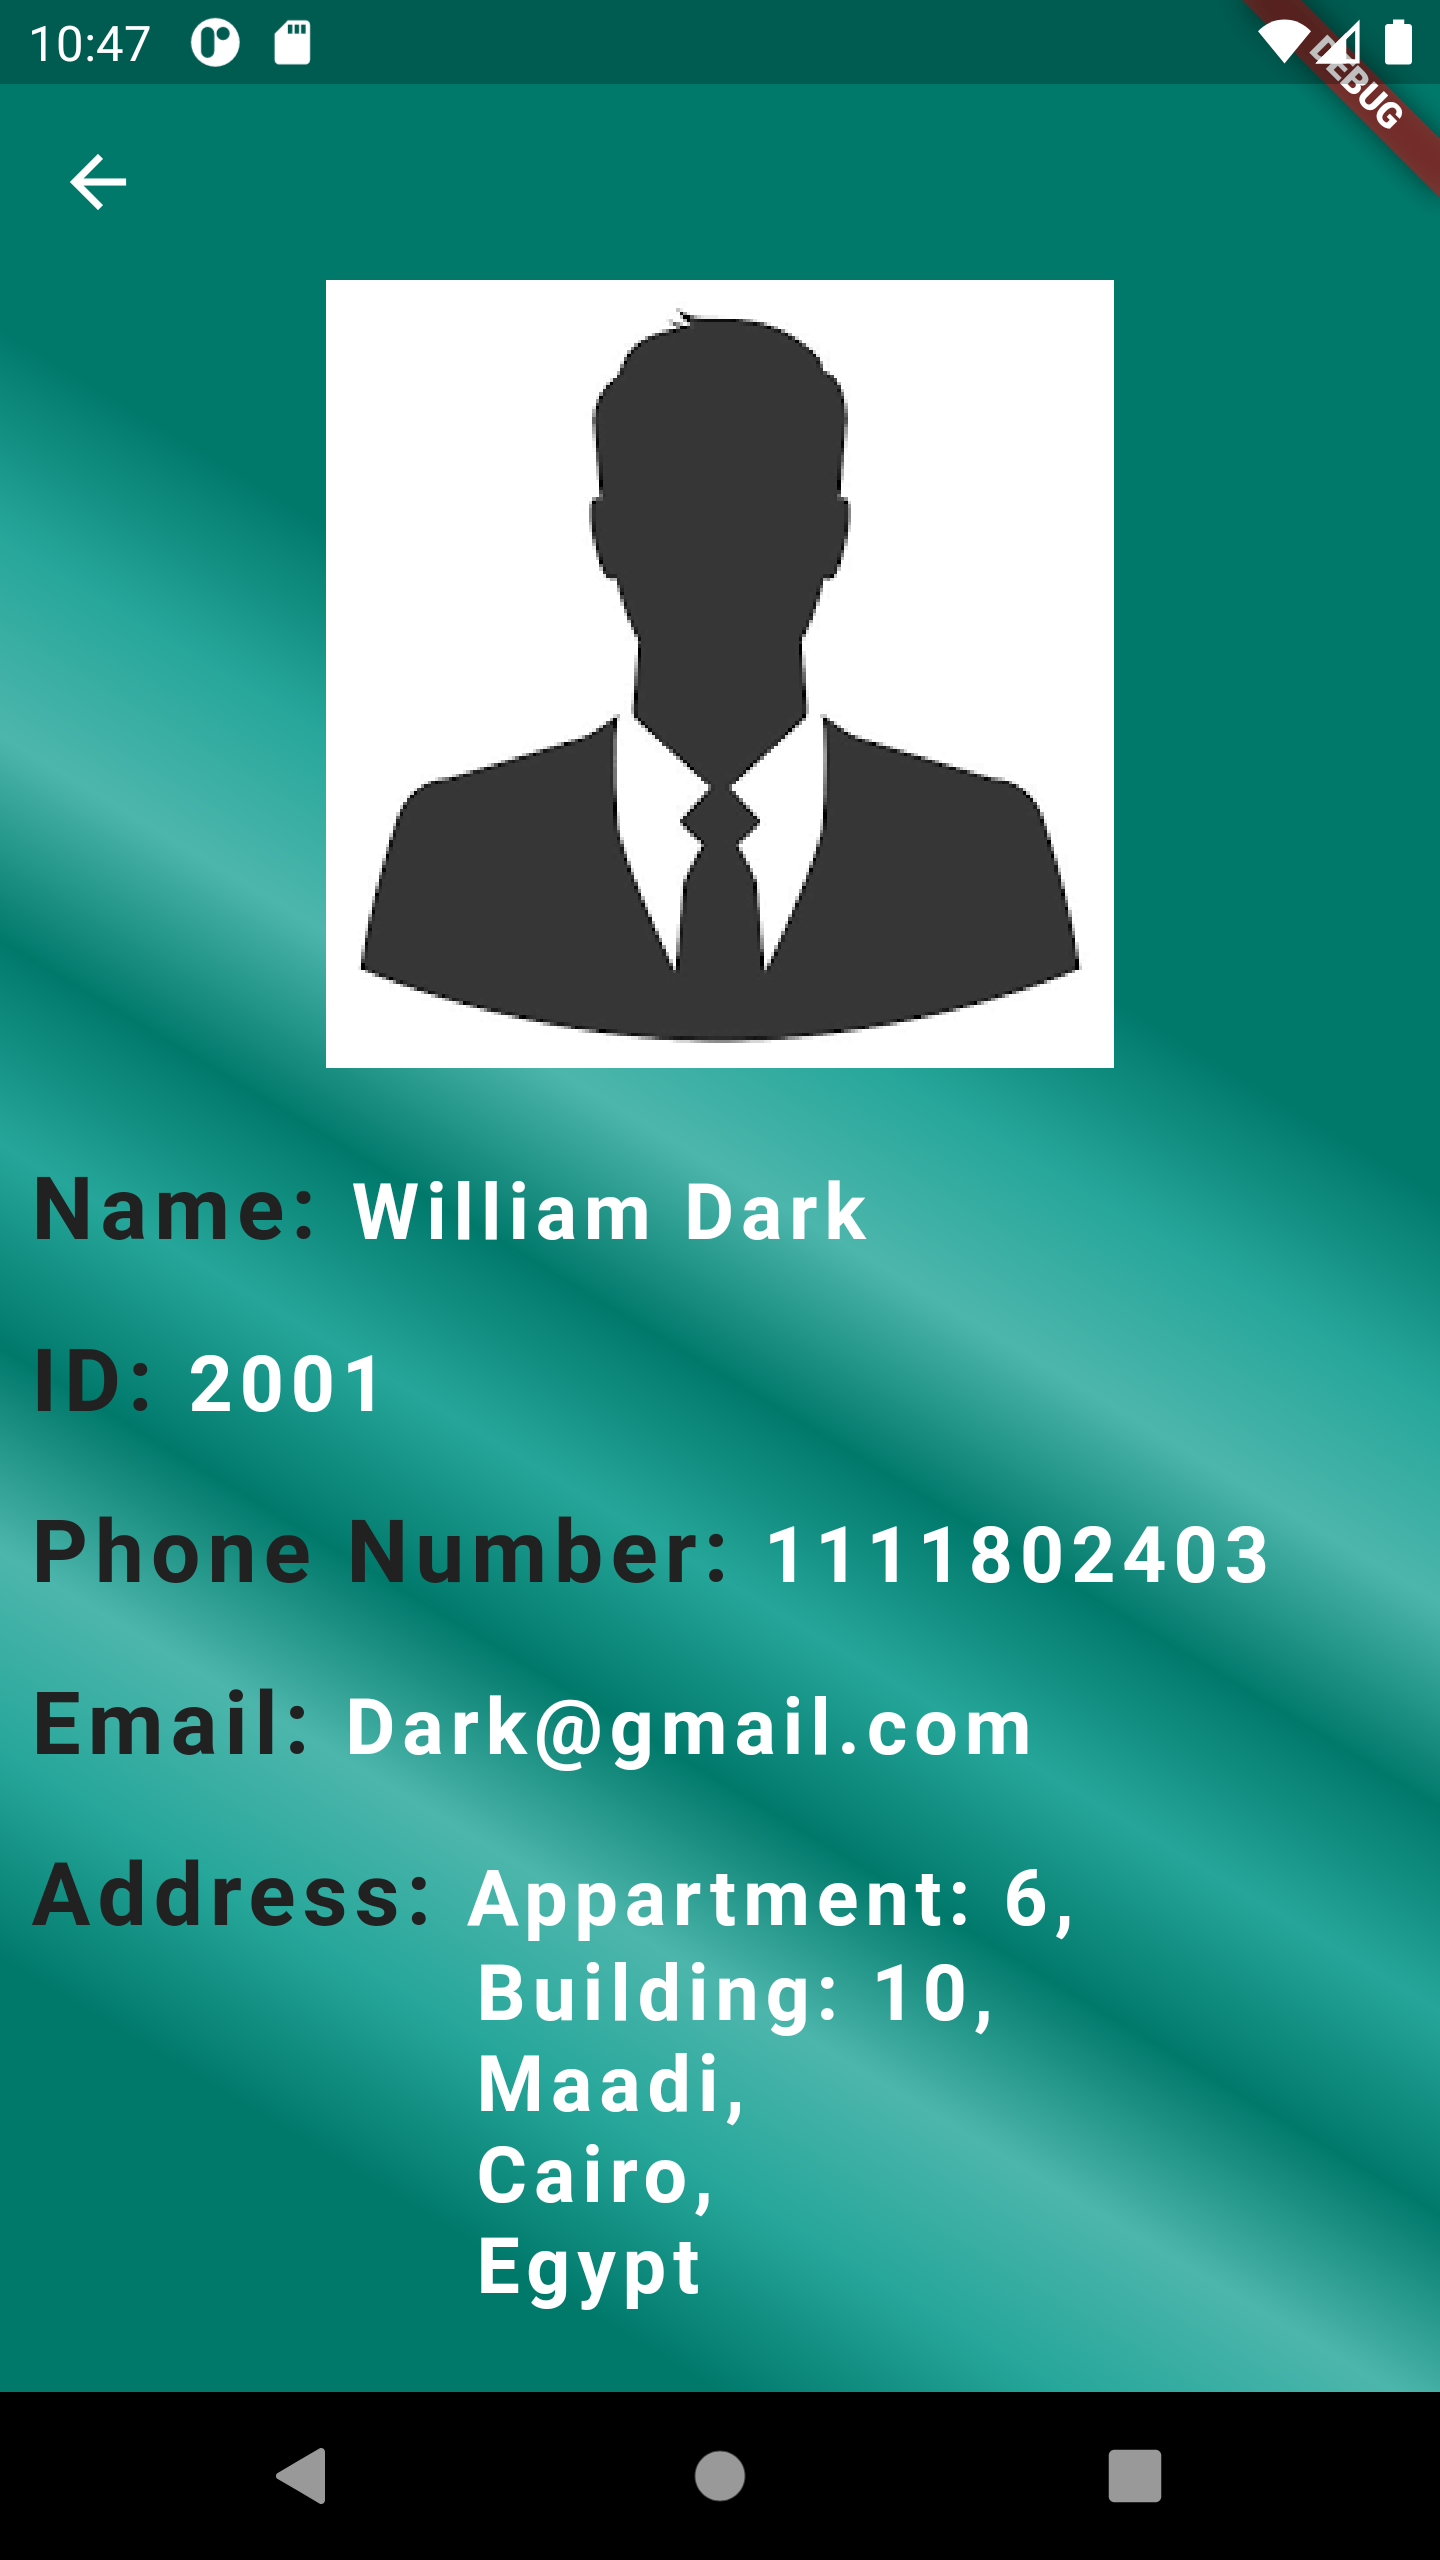 10:47
DEBUG
Name: William Dark
ID: 2001
Phone Number: 1111802403
Email: Dark@gmail.com
Address: Appartment: 6,
Building: 10,
Maadi,
Cairo,
Egypt